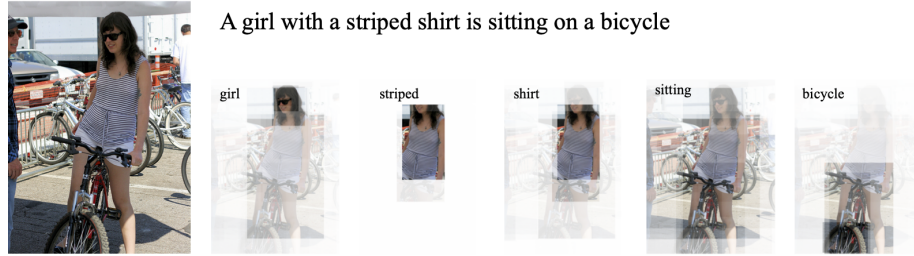 A girl with a striped shirt is sitting on a bicycle
girl
striped
shirt
sitting
bicycle